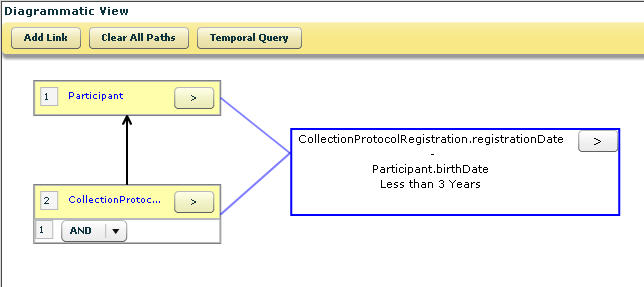 Diagrammatic View
Add Link
Clear All Paths
Temporal Query
1
Participant
>
CollectionProtocolRegistration.registrationDate
>
-
Participant.birthDate
Less than 3 Years
2
CollectionProtoc...
>
1
AND